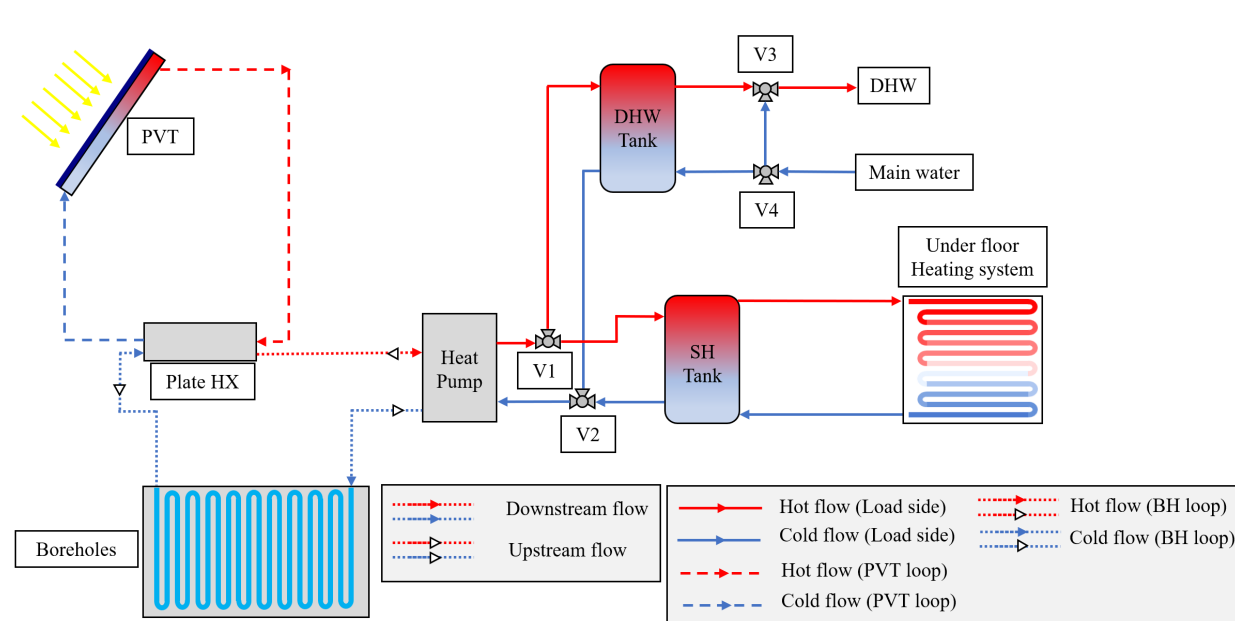 V3
DHW
DHW
Tank
PVT
Main water
V4
Under floor
Heating system
Heat
Pump
SH
Tank
V1
Plate HX
V2
Boreholes
Downstream flow
Upstream flow
Hot flow (Load side)
Cold flow (Load side)
Hot flow (PVT loop)
Cold flow (PVT loop)
Hot flow (BH loop)
Cold flow (BH loop)